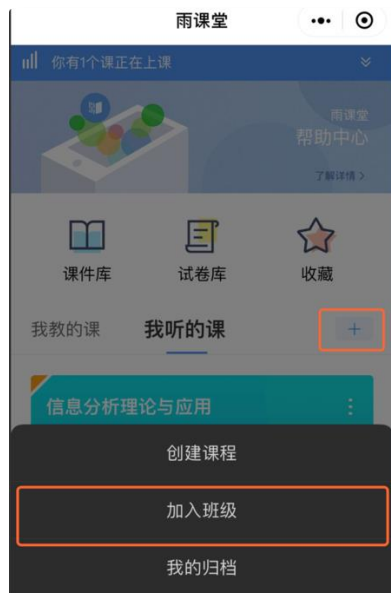 雨课堂
你有1个课正在上课
雨课堂
帮助中心
了解详情 >
课件库 试卷库 收藏
我教的课 我听的课 +
信息分析理论与应用
创建课程
加入班级
我的归档